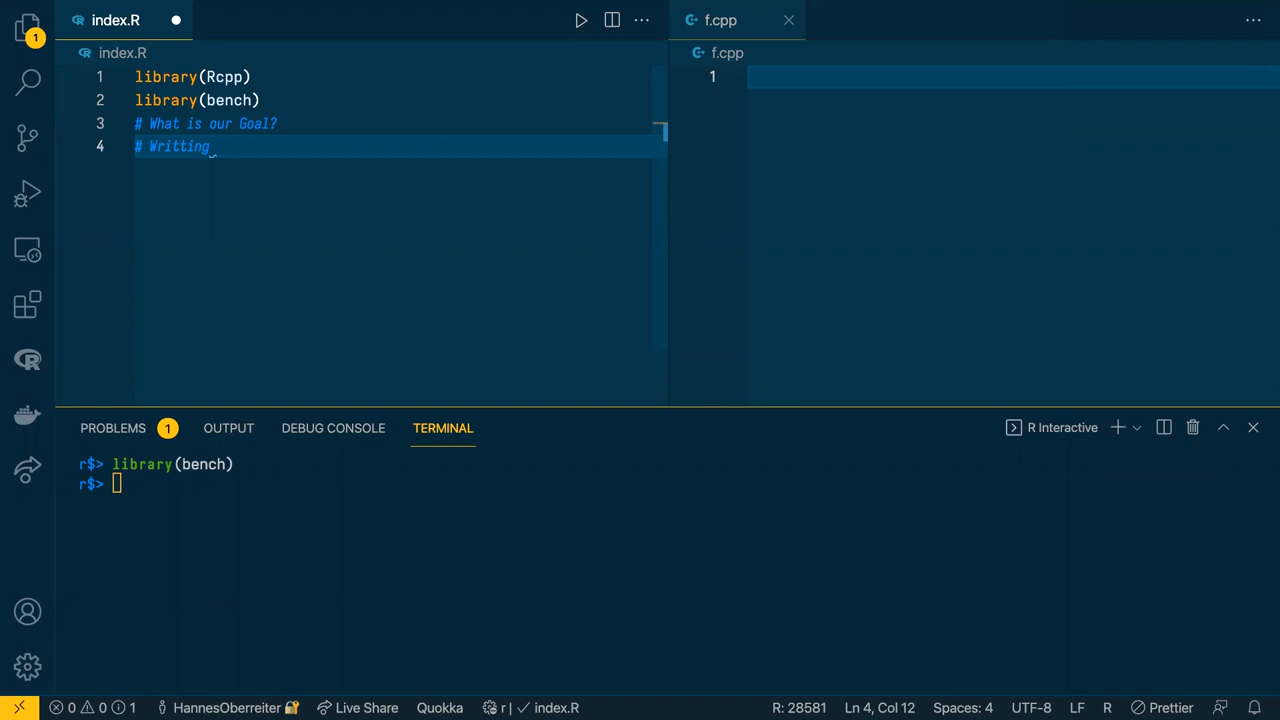 index.R
f.cpp
1
index.R
f.cpp
1 library(Rcpp)
2 library(bench)
3 # What is our Goal?
4 # Writting
1
PROBLEMS 1 OUTPUT DEBUG CONSOLE TERMINAL
R Interactive
r$> library(bench)
r$>
0 0 1 HannesOberreiter Live Share Quokka r | index.R R: 28581 Ln 4, Col 12 Spaces: 4 UTF-8 LF R Prettier